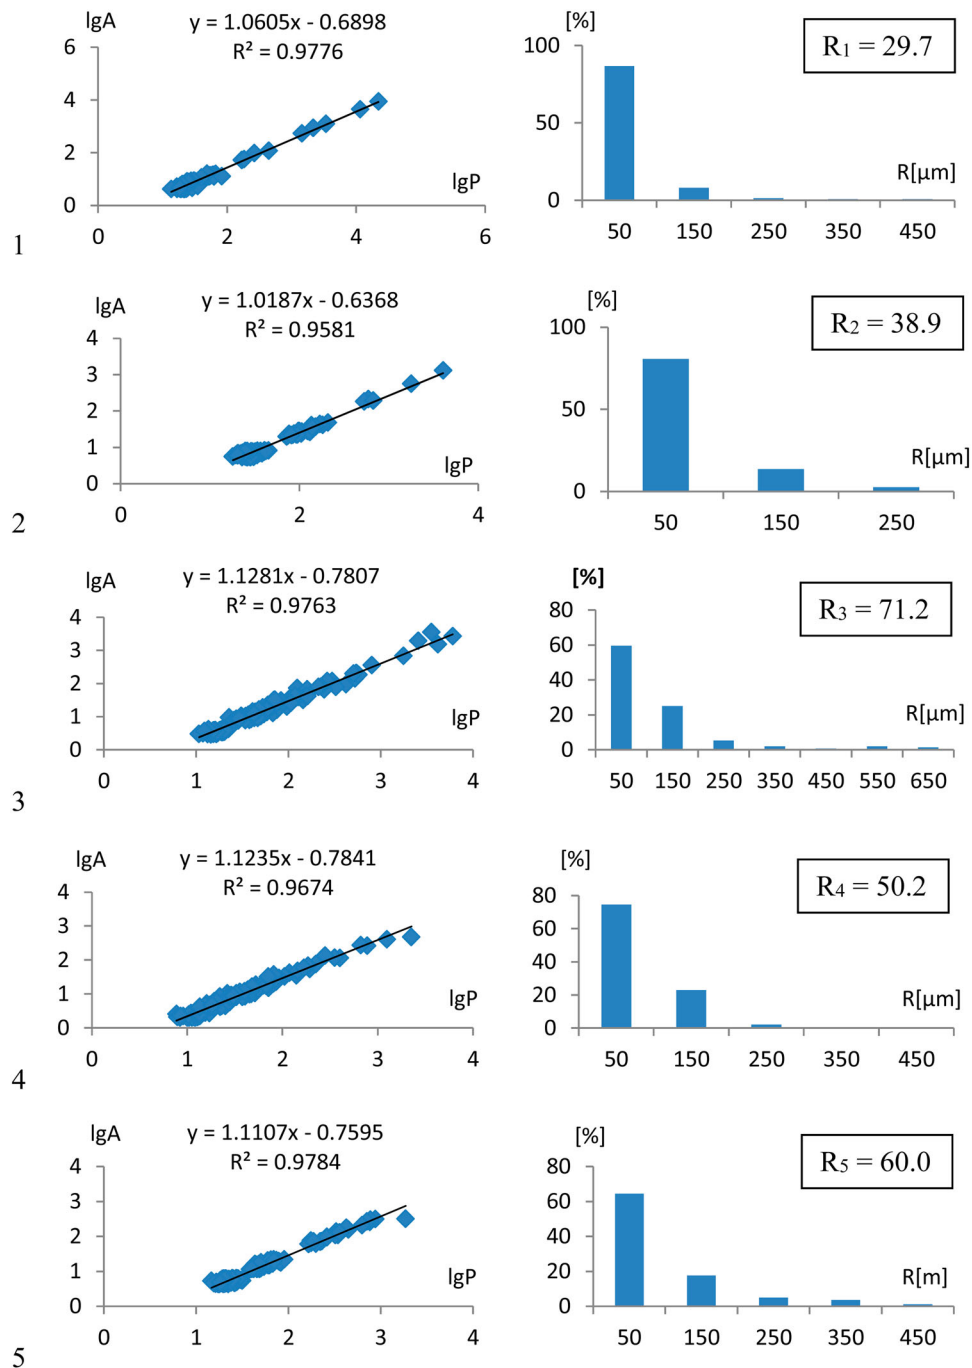 lgA
y = 1.0605x - 0.6898
R² = 0.9776
6
4
2
0
lgP
0 2 4 6
1
[%]
R₁ = 29.7
100
50
0
R[µm]
50 150 250 350 450
lgA
y = 1.0187x - 0.6368
R² = 0.9581
4
3
2
1
0
lgP
0 2 4
2
[%]
R₂ = 38.9
100
50
0
R[µm]
50 150 250
lgA
y = 1.1281x - 0.7807
R² = 0.9763
4
3
2
1
0
lgP
0 1 2 3 4
3
[%]
R₃ = 71.2
80
60
40
20
0
R[µm]
50 150 250 350 450 550 650
lgA
y = 1.1235x - 0.7841
R² = 0.9674
4
3
2
1
0
lgP
0 1 2 3 4
4
[%]
R₄ = 50.2
80
60
40
20
0
R[µm]
50 150 250 350 450
lgA
y = 1.1107x - 0.7595
R² = 0.9784
4
3
2
1
0
lgP
0 1 2 3 4
5
[%]
R₅ = 60.0
80
60
40
20
0
R[m]
50 150 250 350 450